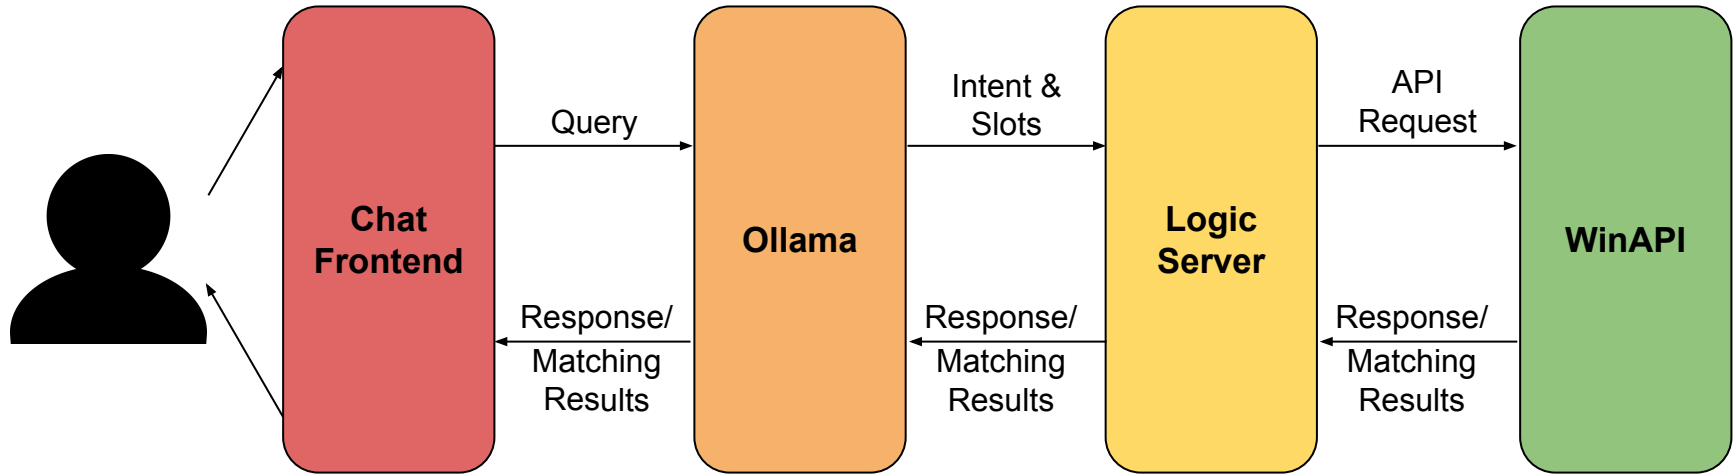 Chat
Frontend
Query
Response/
Matching
Results
Ollama
Intent &
Slots
Response/
Matching
Results
Logic
Server
API
Request
Response/
Matching
Results
WinAPI